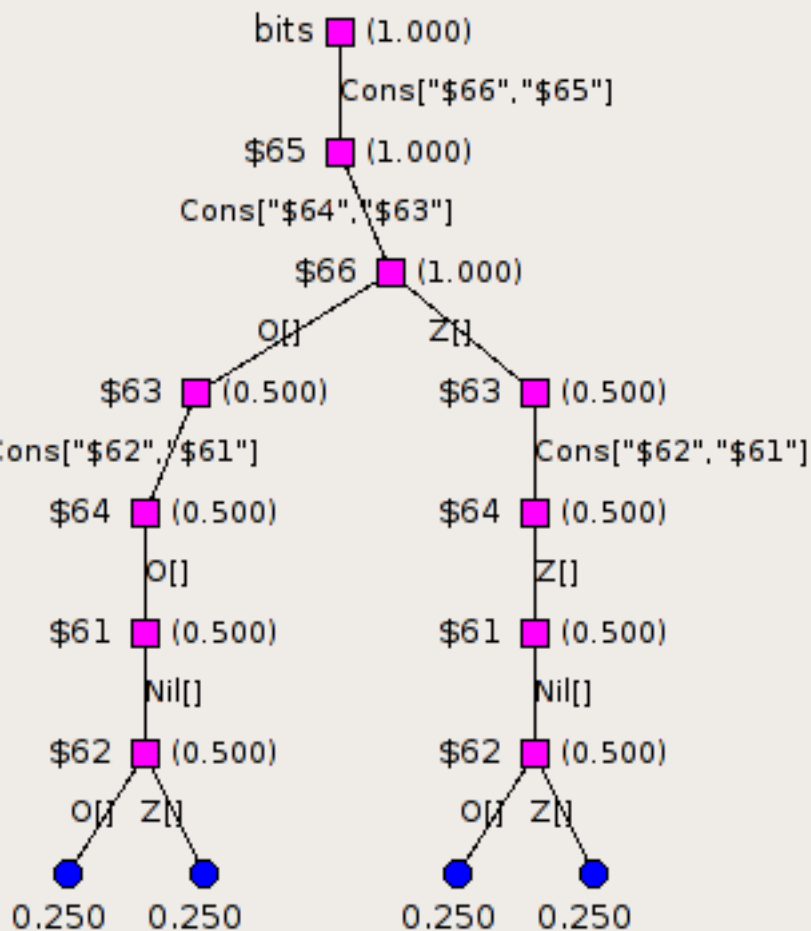 bits (1.000)
Cons["$66","$65"]
$65 (1.000)
Cons["$64","$63"]
$66 (1.000)
O[] Z[]
$63 (0.500) $63 (0.500)
Cons["$62","$61"] Cons["$62","$61"]
$64 (0.500) $64 (0.500)
O[] Z[]
$61 (0.500) $61 (0.500)
Nil[] Nil[]
$62 (0.500) $62 (0.500)
O[] Z[] O[] Z[]
0.250 0.250 0.250 0.250